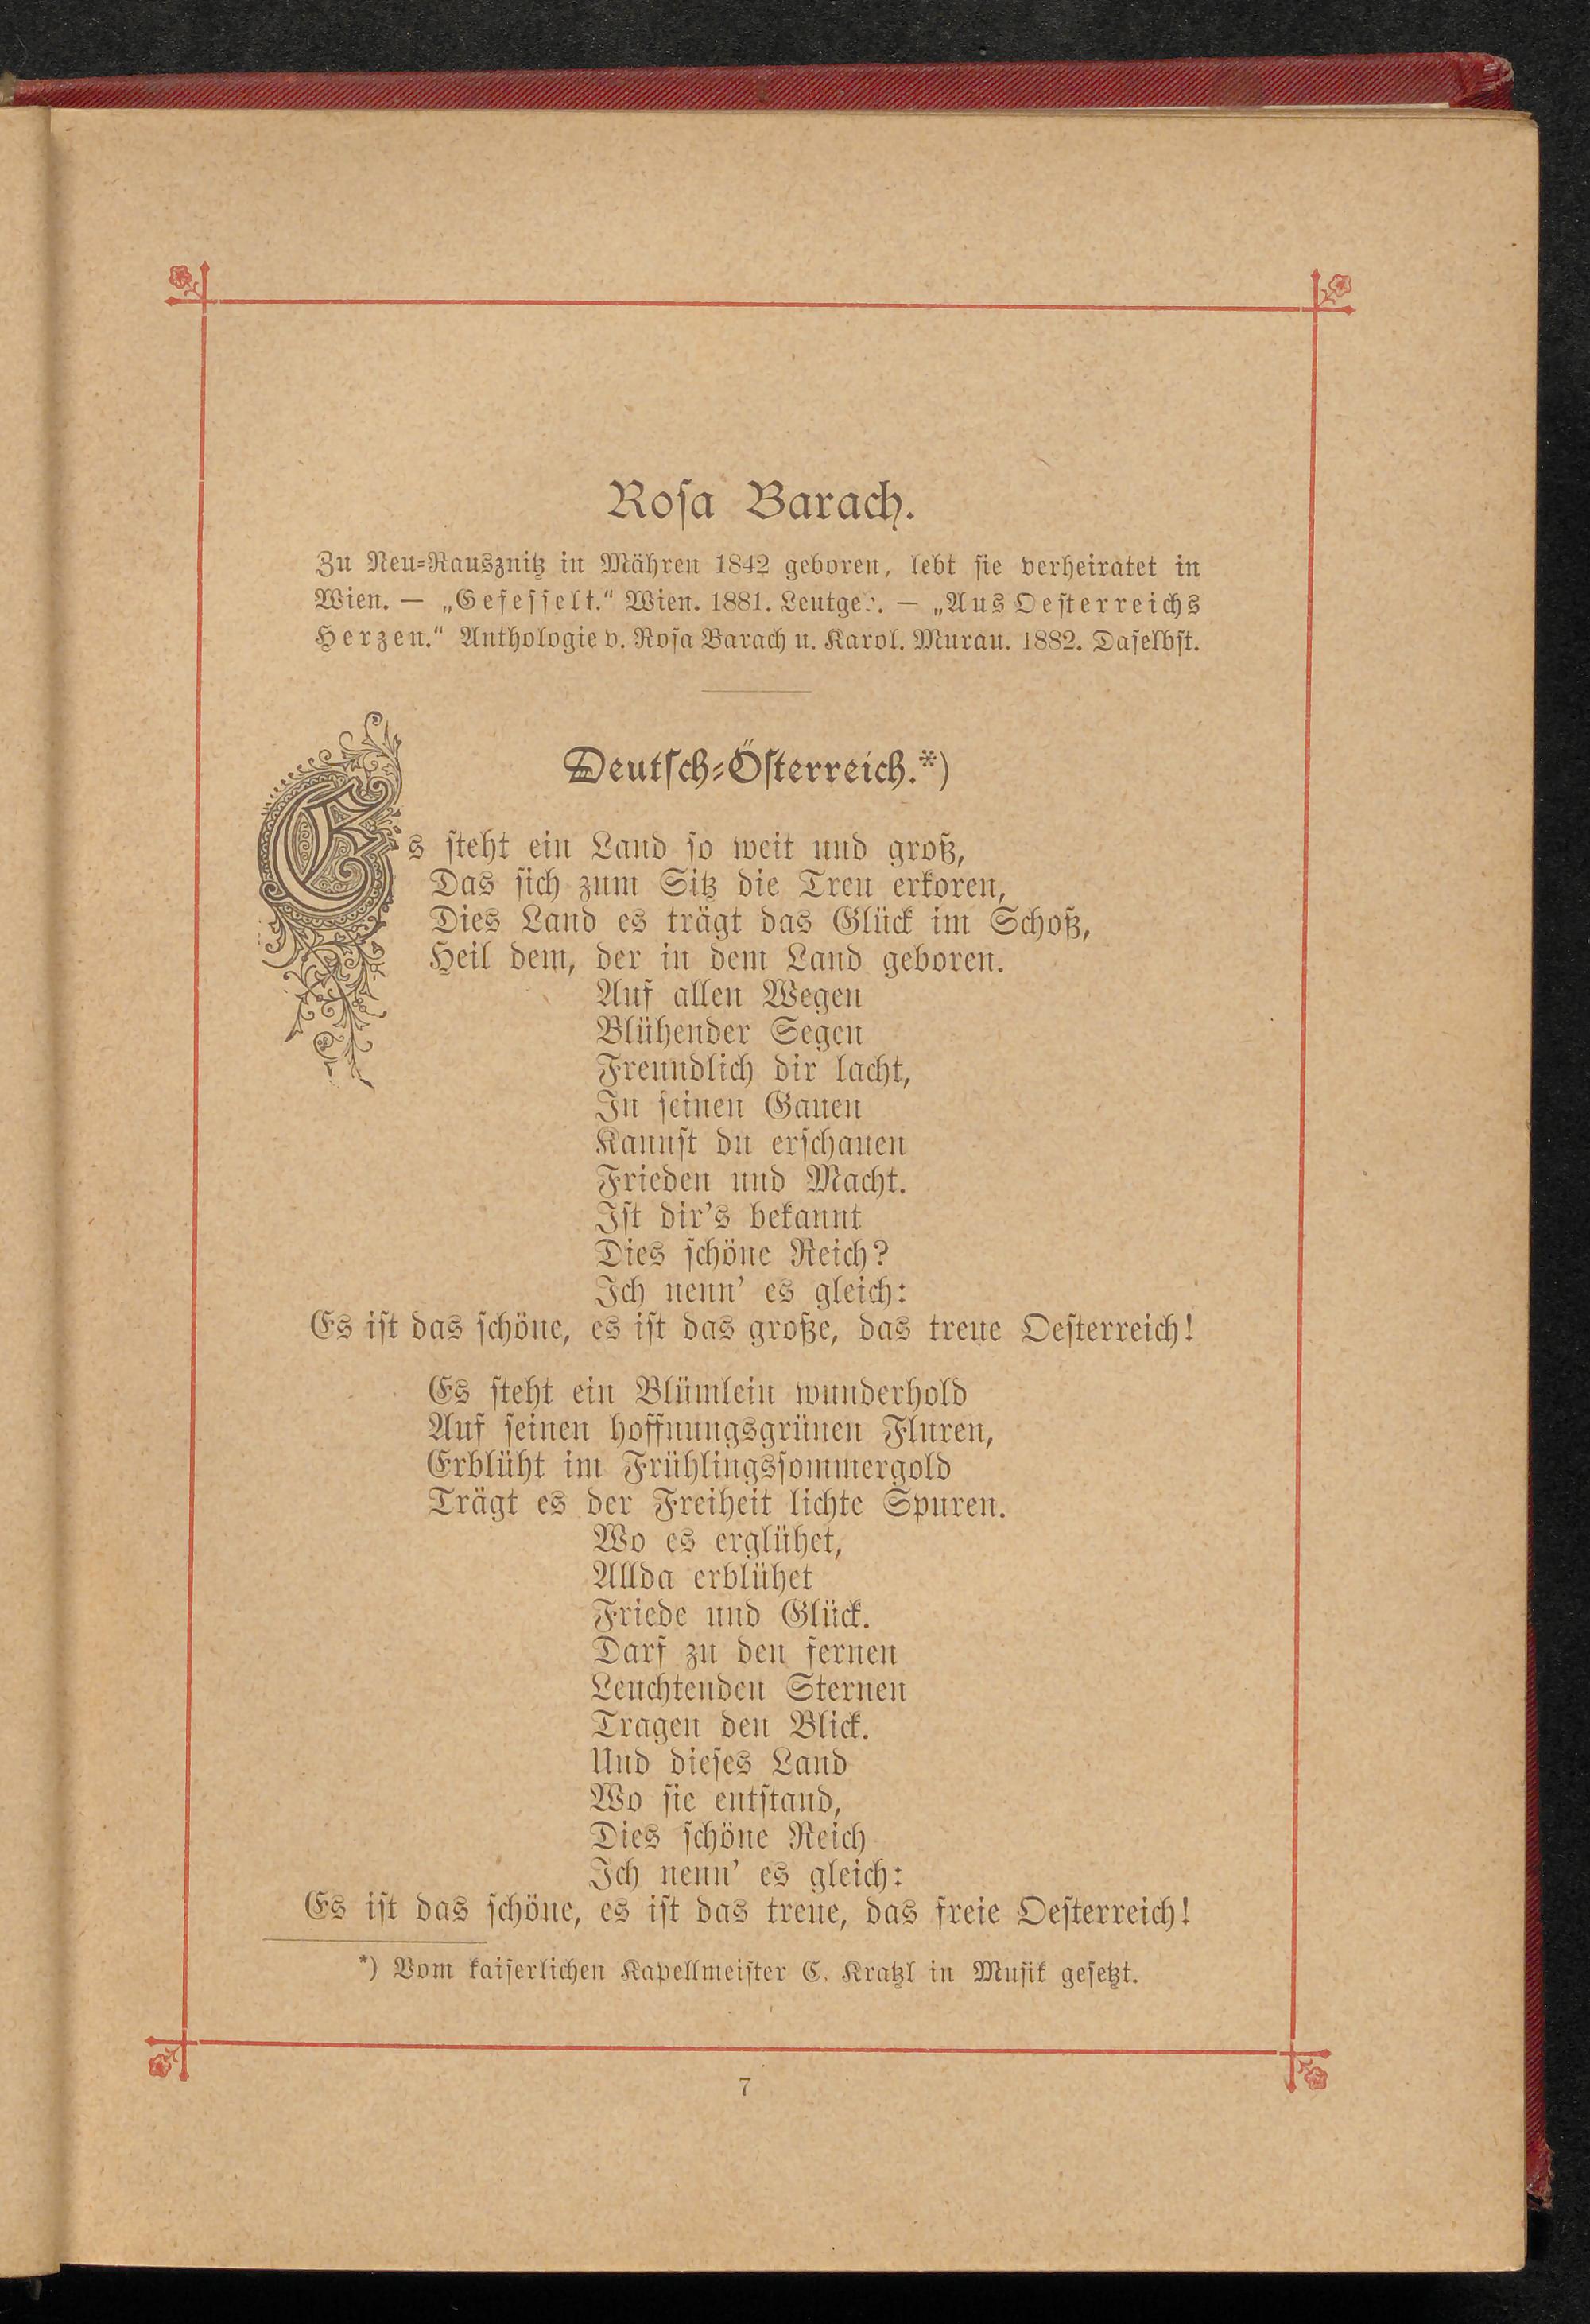 Roſa Barach.
Zu Neu-Rausznitz in Mähren 1842 geboren, lebt ſie verheiratet in
Wien. — „Gefeſſelt.“ Wien. 1881. — „Aus Oeſterreichs
Herzen.“ Anthologie v. Roſa Barach u. Karol. Murau. 1882. Daſelbſt.
Deutſch-Öſterreich.*)
Es ſteht ein Land ſo weit und groß,
Das ſich zum Sitz die Treu erkoren,
Dies Land es trägt das Glück im Schoß,
Heil dem, der in dem Land geboren.
Auf allen Wegen
Blühender Segen
Freundlich dir lacht,
In ſeinen Gauen
Kannſt du erſchauen
Frieden und Macht.
Iſt dir’s bekannt
Dies ſchöne Reich?
Ich nenn’ es gleich:
Es iſt das ſchöne, es iſt das große, das treue Oeſterreich!
Es ſteht ein Blümlein wunderhold
Auf ſeinen hoffnungsgrünen Fluren,
Erblüht im Frühlingsſommergold
Trägt es der Freiheit lichte Spuren.
Wo es erglühet,
Allda erblühet
Friede und Glück.
Darf zu den fernen
Leuchtenden Sternen
Tragen den Blick.
Und dieſes Land
Wo ſie entſtand,
Dies ſchöne Reich
Ich nenn’ es gleich:
Es iſt das ſchöne, es iſt das treue, das freie Oeſterreich!
*) Vom kaiſerlichen Kapellmeiſter C. Kratzl in Muſik geſetzt.
7